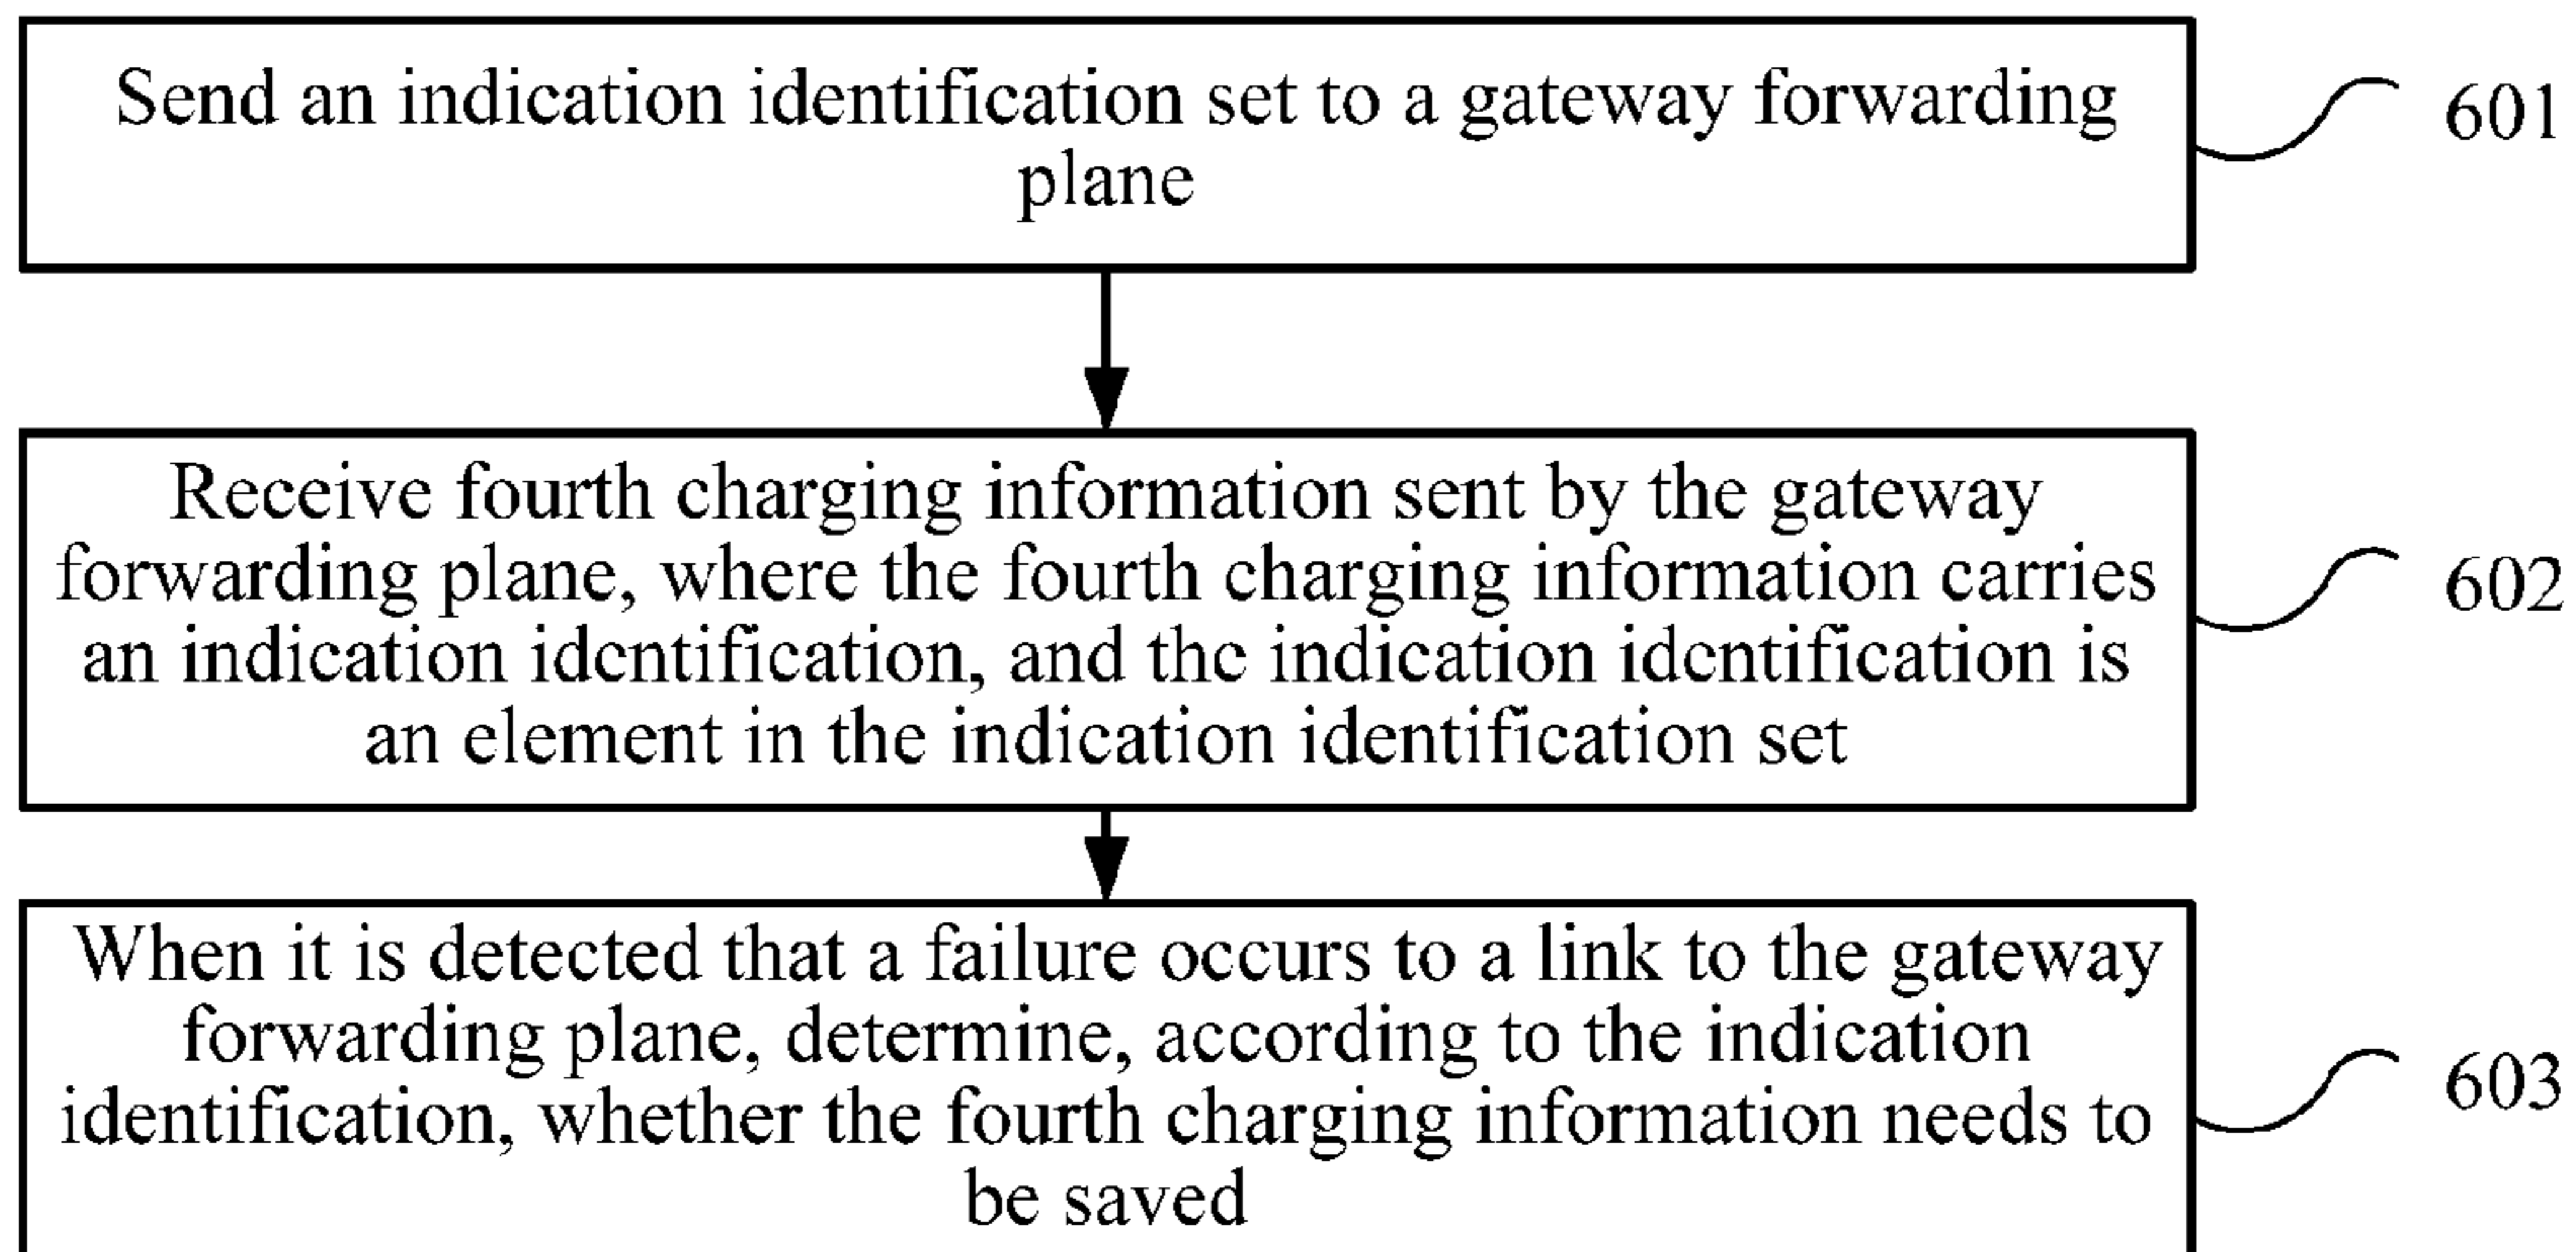 Send an indication identification set to a gateway forwarding
plane
601
Receive fourth charging information sent by the gateway
forwarding plane, where the fourth charging information carries
an indication identification, and the indication identification is
an element in the indication identification set
602
When it is detected that a failure occurs to a link to the gateway
forwarding plane, determine, according to the indication
identification, whether the fourth charging information needs to
be saved
603